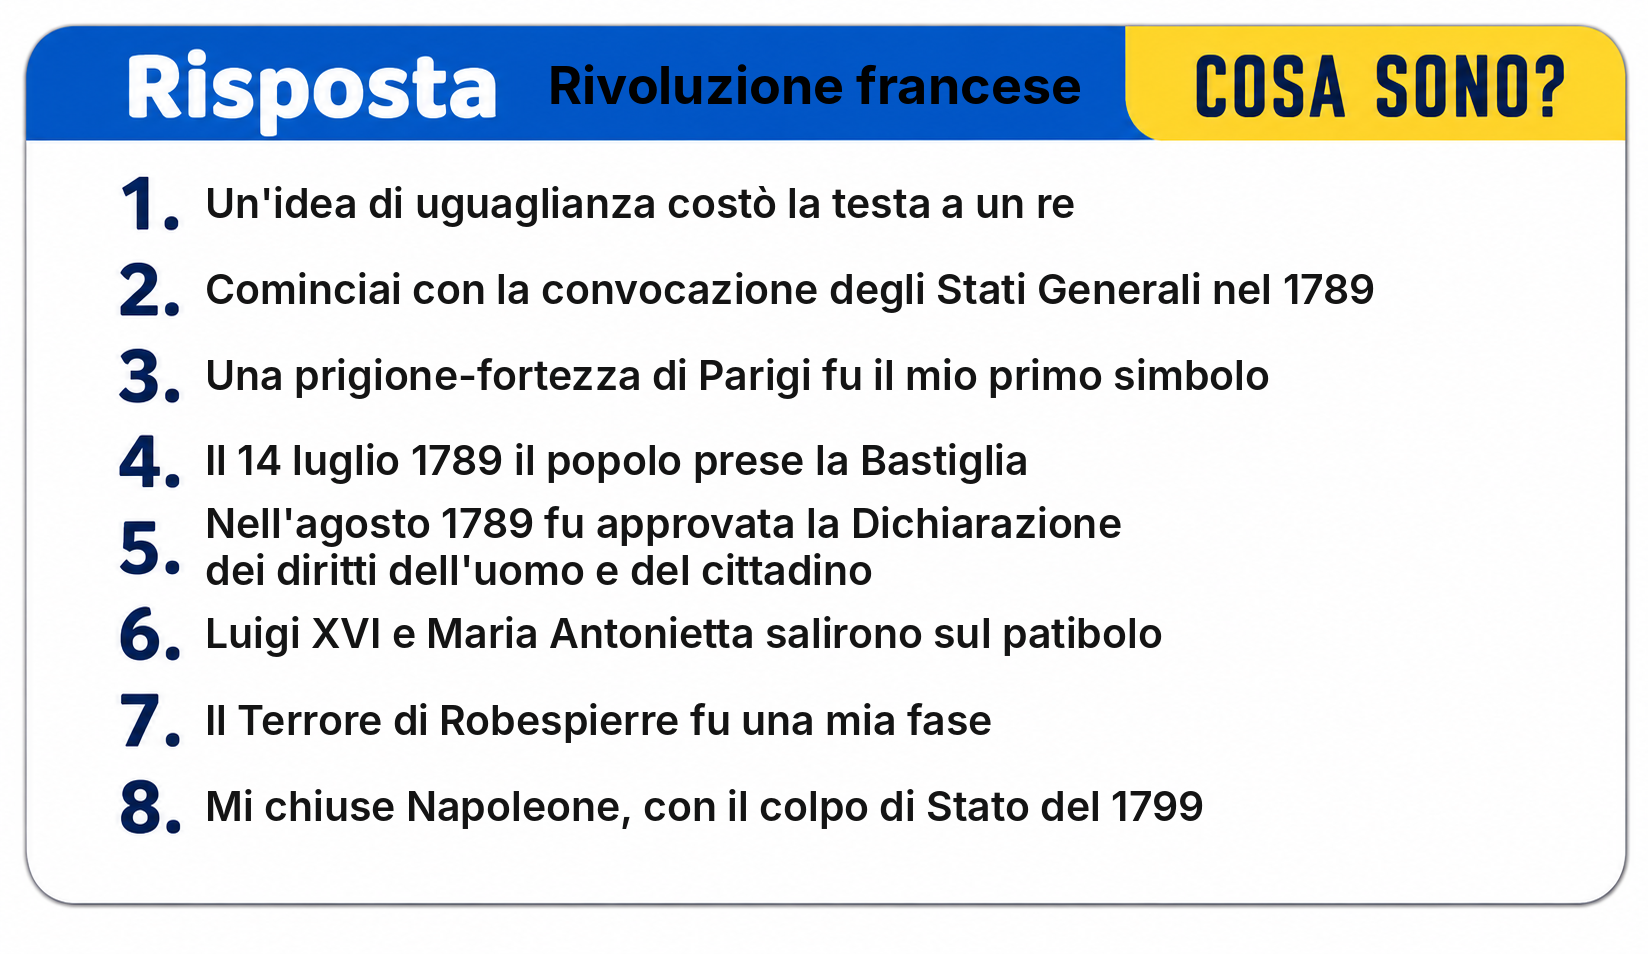 Risposta Rivoluzione francese COSA SONO?
1. Un'idea di uguaglianza costò la testa a un re
2. Cominciai con la convocazione degli Stati Generali nel 1789
3. Una prigione-fortezza di Parigi fu il mio primo simbolo
4. Il 14 luglio 1789 il popolo prese la Bastiglia
5. Nell'agosto 1789 fu approvata la Dichiarazione
dei diritti dell'uomo e del cittadino
6. Luigi XVI e Maria Antonietta salirono sul patibolo
7. Il Terrore di Robespierre fu una mia fase
8. Mi chiuse Napoleone, con il colpo di Stato del 1799